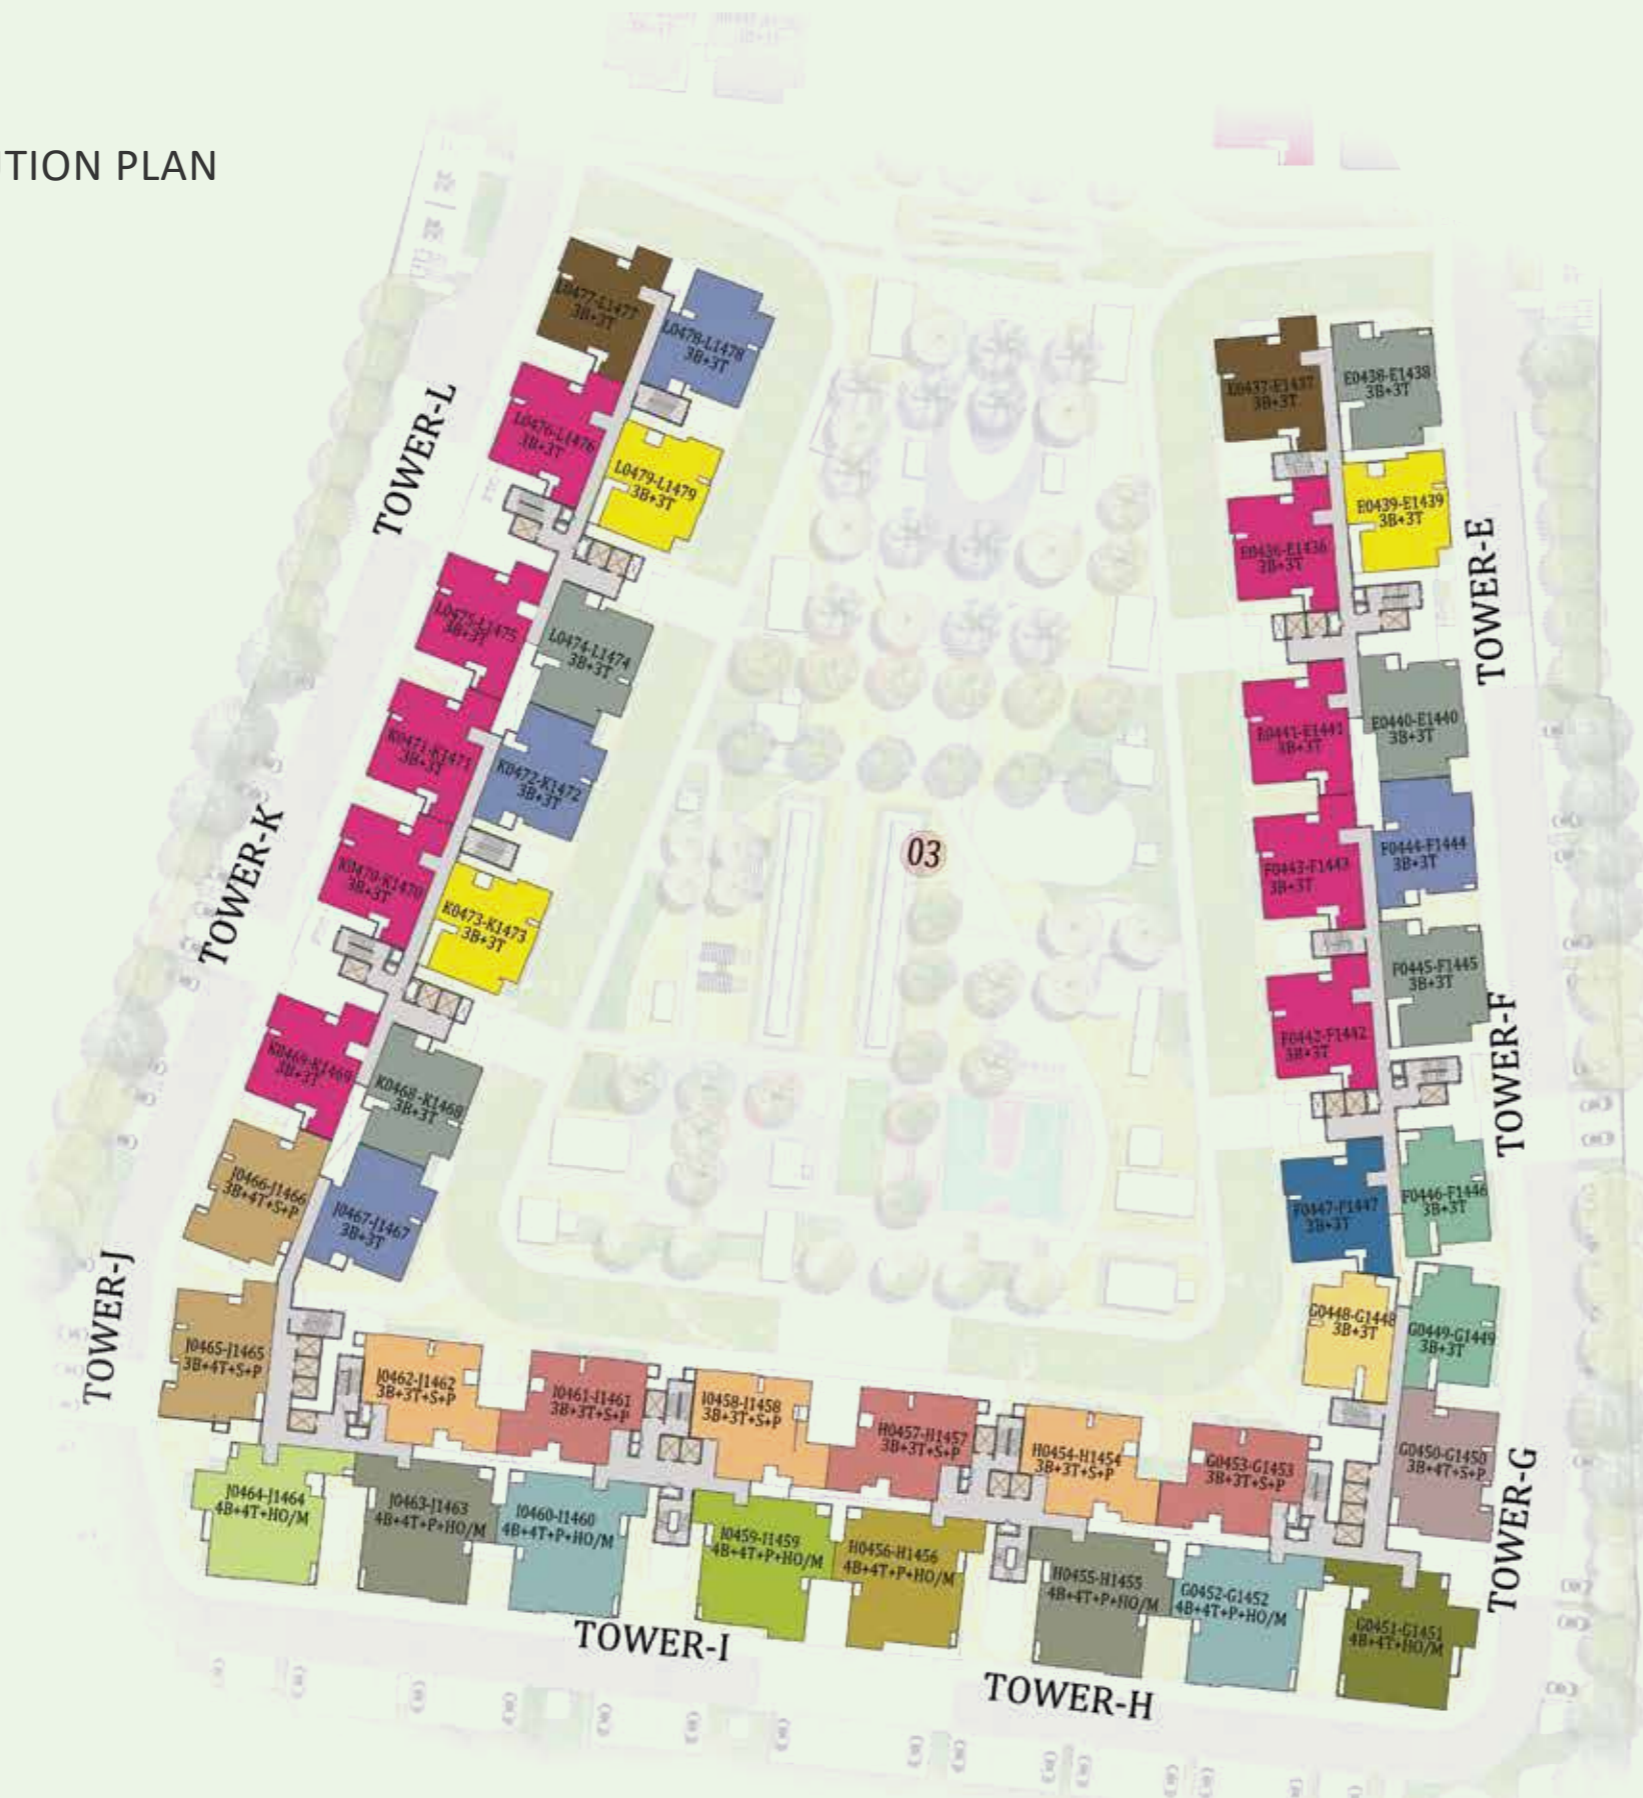 UTION PLAN
L0477-L1477
3B+3T
L0478-L1478
3B+3T
L0476-L1476
3B+3T
L0479-L1479
3B+3T
TOWER-L
L0475-L1475
3B+3T
L0474-L1474
3B+3T
K0471-K1471
3B+3T
K0472-K1472
3B+3T
K0470-K1470
3B+3T
K0473-K1473
3B+3T
TOWER-K
K0469-K1469
3B+3T
K0468-K1468
3B+3T
J0466-J1466
3B+4T+S+P
J0467-J1467
3B+3T
TOWER-J
J0465-J1465
3B+4T+S+P
03
E0437-E1437
3B+3T
E0438-E1438
3B+3T
E0439-E1439
3B+3T
E0436-E1436
3B+3T
TOWER-E
E0441-E1441
3B+3T
E0440-E1440
3B+3T
F0443-F1443
3B+3T
F0444-F1444
3B+3T
F0445-F1445
3B+3T
F0442-F1442
3B+3T
TOWER-F
F0447-F1447
3B+3T
F0446-F1446
3B+3T
G0448-G1448
3B+3T
G0449-G1449
3B+3T
J0462-J1462
3B+3T+S+P
I0461-I1461
3B+3T+S+P
I0458-I1458
3B+3T+S+P
H0457-H1457
3B+3T+S+P
H0454-H1454
3B+3T+S+P
G0453-G1453
3B+3T+S+P
G0450-G1450
3B+4T+S+P
TOWER-G
J0464-J1464
4B+4T+HO/M
J0463-J1463
4B+4T+P+HO/M
I0460-I1460
4B+4T+P+HO/M
I0459-I1459
4B+4T+P+HO/M
H0456-H1456
4B+4T+P+HO/M
H0455-H1455
4B+4T+P+HO/M
G0452-G1452
4B+4T+P+HO/M
G0451-G1451
4B+4T+HO/M
TOWER-I
TOWER-H